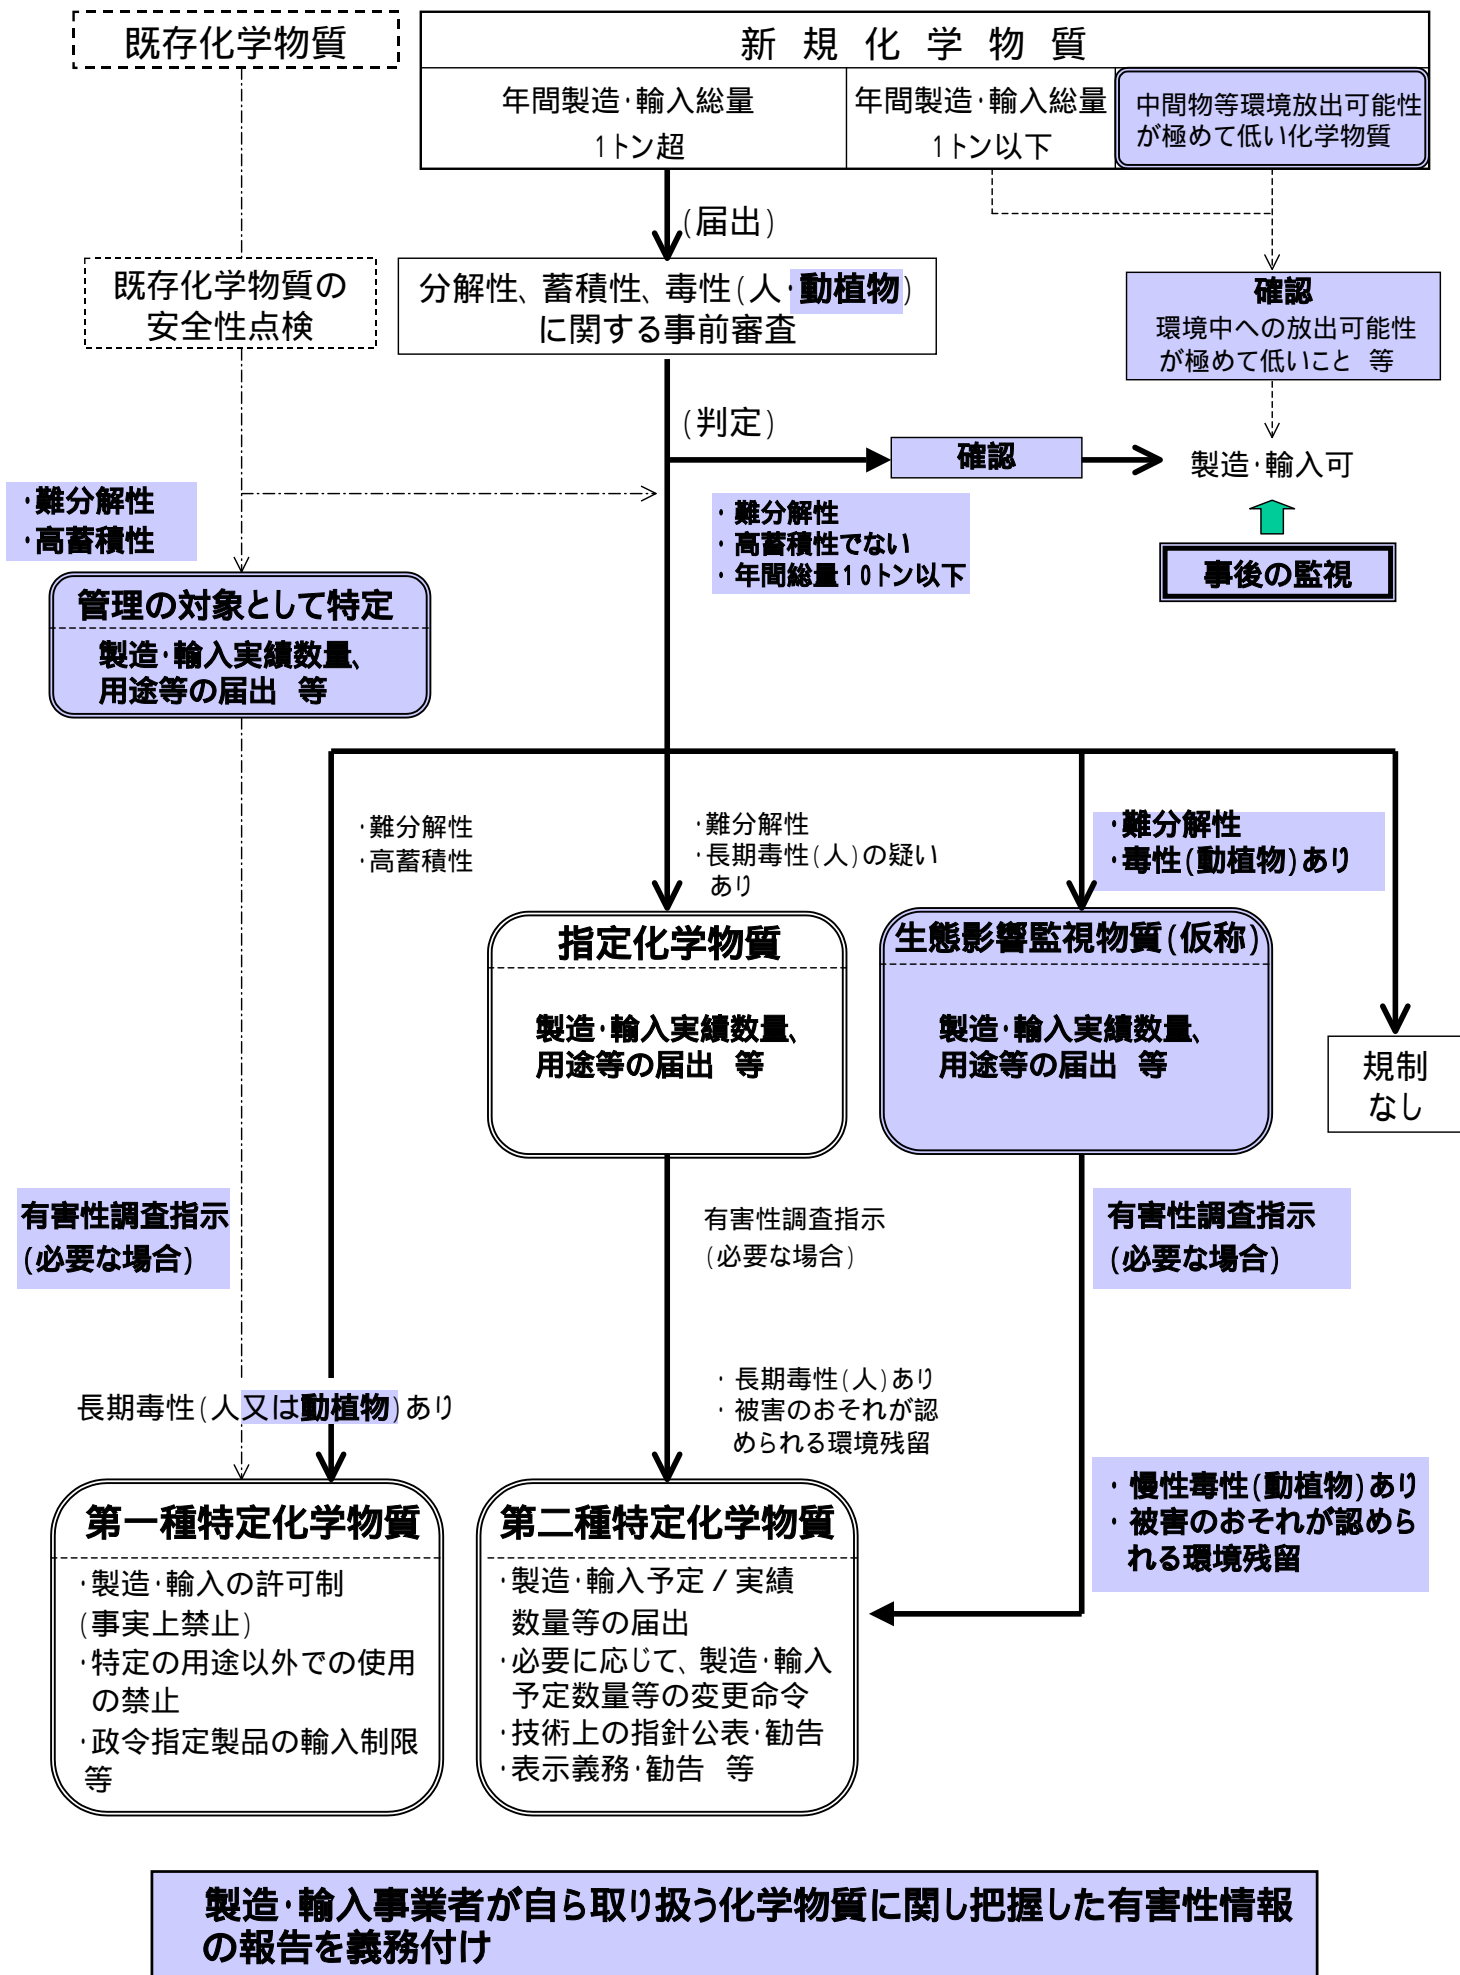 既存化学物質
新規化学物質
年間製造・輸入総量
1トン超
年間製造・輸入総量
1トン以下
中間物等環境放出可能性
が極めて低い化学物質
(届出)
既存化学物質の
安全性点検
分解性、蓄積性、毒性(人・動植物)
に関する事前審査
確認
環境中への放出可能性
が極めて低いこと 等
(判定)
確認
製造・輸入可
・難分解性
・高蓄積性
・難分解性
・高蓄積性でない
・年間総量10トン以下
事後の監視
管理の対象として特定
製造・輸入実績数量、
用途等の届出 等
・難分解性
・高蓄積性
・難分解性
・長期毒性(人)の疑い
あり
・難分解性
・毒性(動植物)あり
指定化学物質
製造・輸入実績数量、
用途等の届出 等
生態影響監視物質(仮称)
製造・輸入実績数量、
用途等の届出 等
規制
なし
有害性調査指示
(必要な場合)
有害性調査指示
(必要な場合)
有害性調査指示
(必要な場合)
長期毒性(人又は動植物)あり
・長期毒性(人)あり
・被害のおそれが認
められる環境残留
・慢性毒性(動植物)あり
・被害のおそれが認めら
れる環境残留
第一種特定化学物質
・製造・輸入の許可制
(事実上禁止)
・特定の用途以外での使用
の禁止
・政令指定製品の輸入制限
等
第二種特定化学物質
・製造・輸入予定/実績
数量等の届出
・必要に応じて、製造・輸入
予定数量等の変更命令
・技術上の指針公表・勧告
・表示義務・勧告 等
製造・輸入事業者が自ら取り扱う化学物質に関し把握した有害性情報
の報告を義務付け